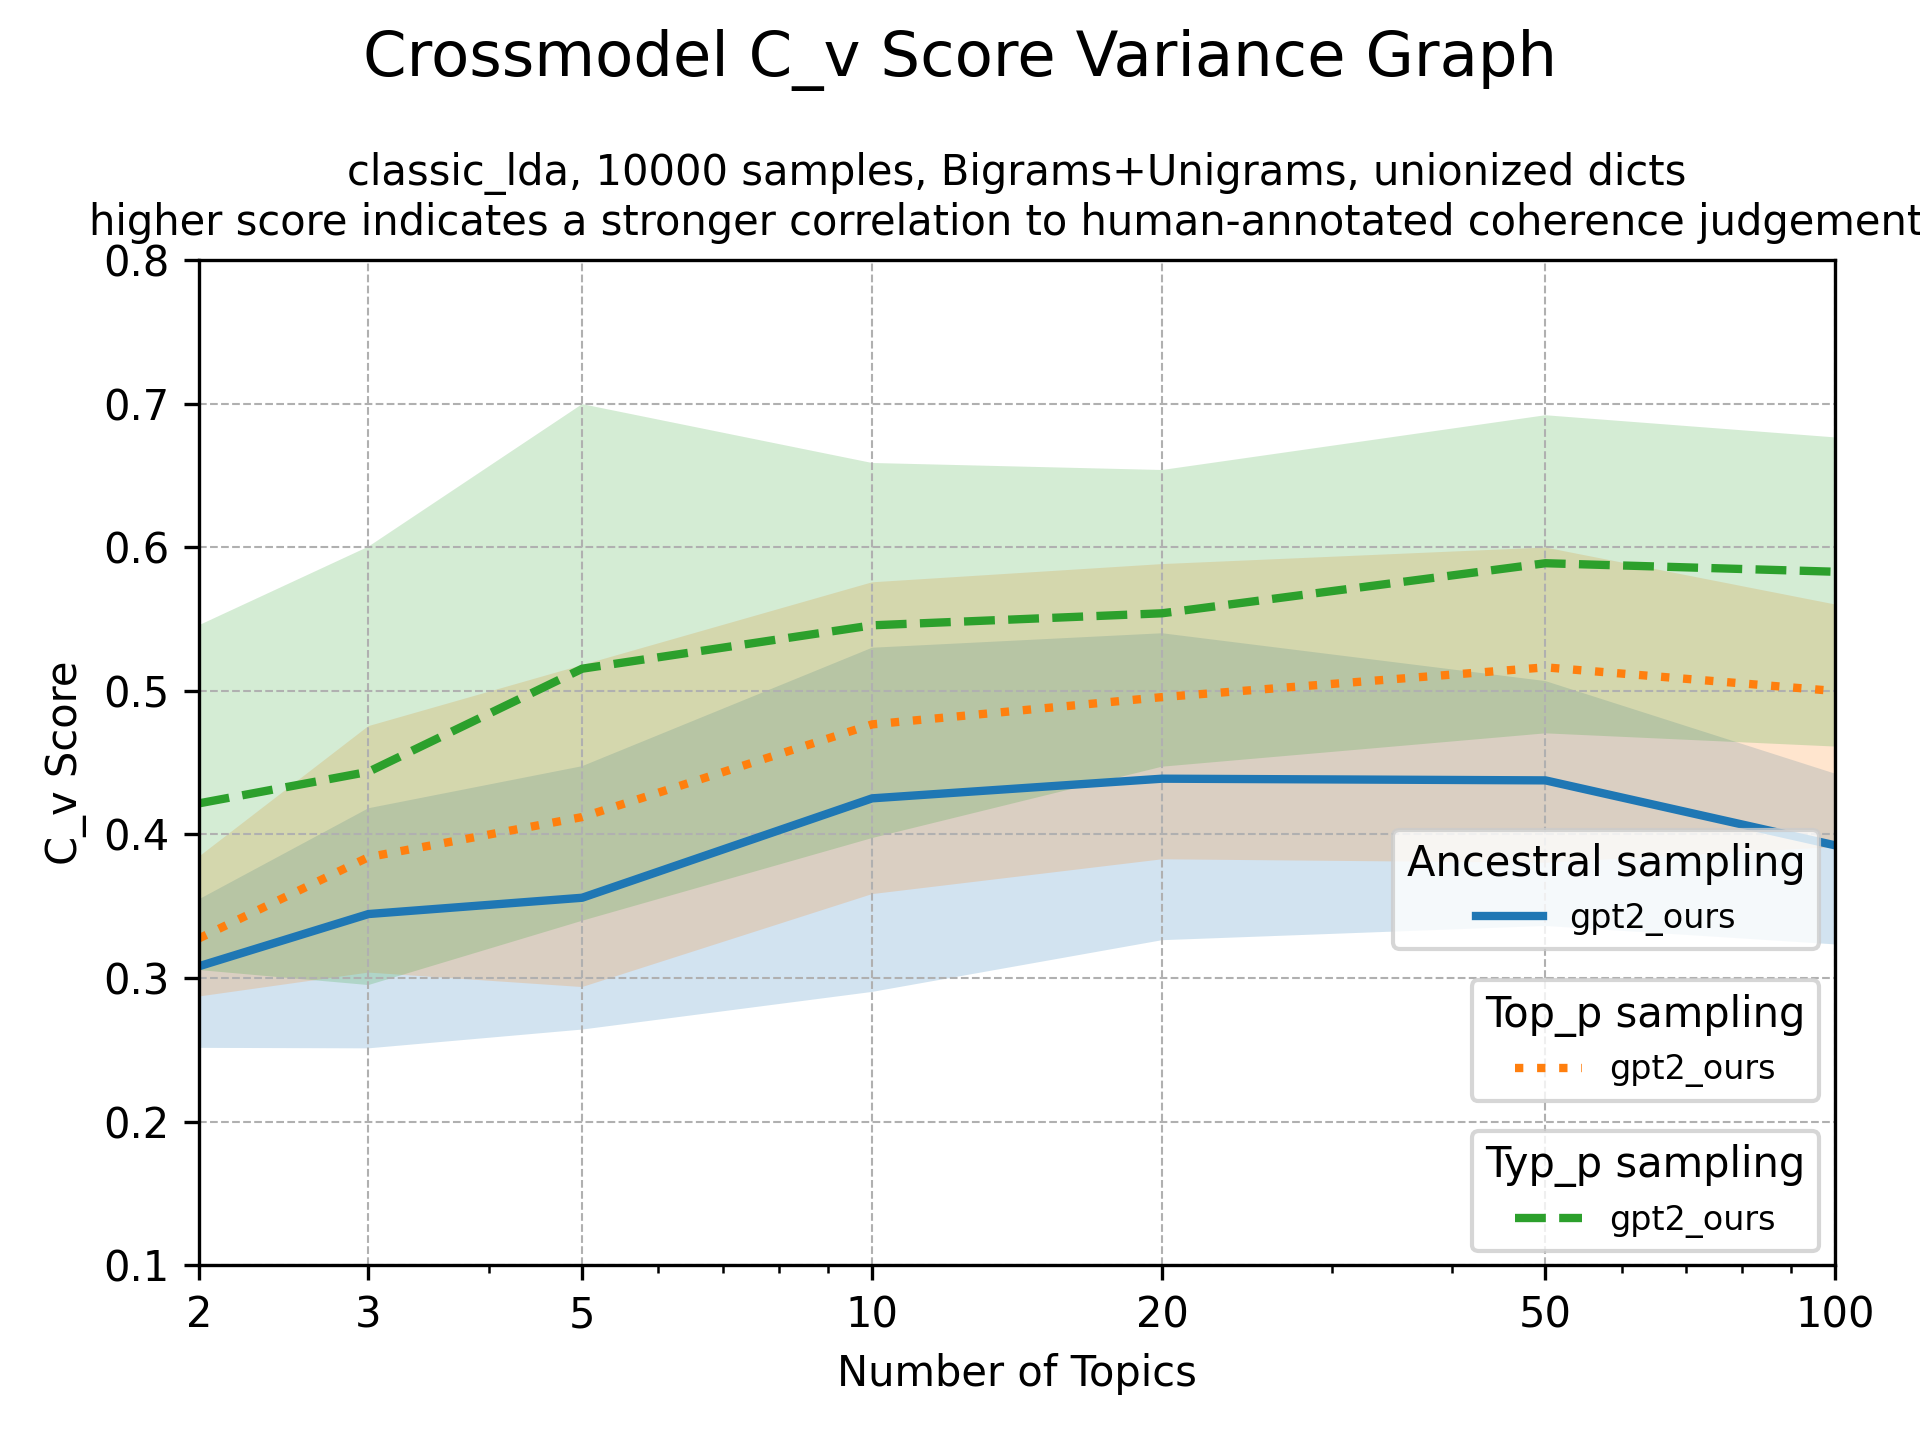 Crossmodel C_v Score Variance Graph
classic_lda, 10000 samples, Bigrams+Unigrams, unionized dicts
higher score indicates a stronger correlation to human-annotated coherence judgement
0.8
0.7
0.6
0.5
0.4
0.3
0.2
0.1
C_v Score
Ancestral sampling
gpt2_ours
Top_p sampling
gpt2_ours
Typ_p sampling
gpt2_ours
2 3 5 10 20 50 100
Number of Topics